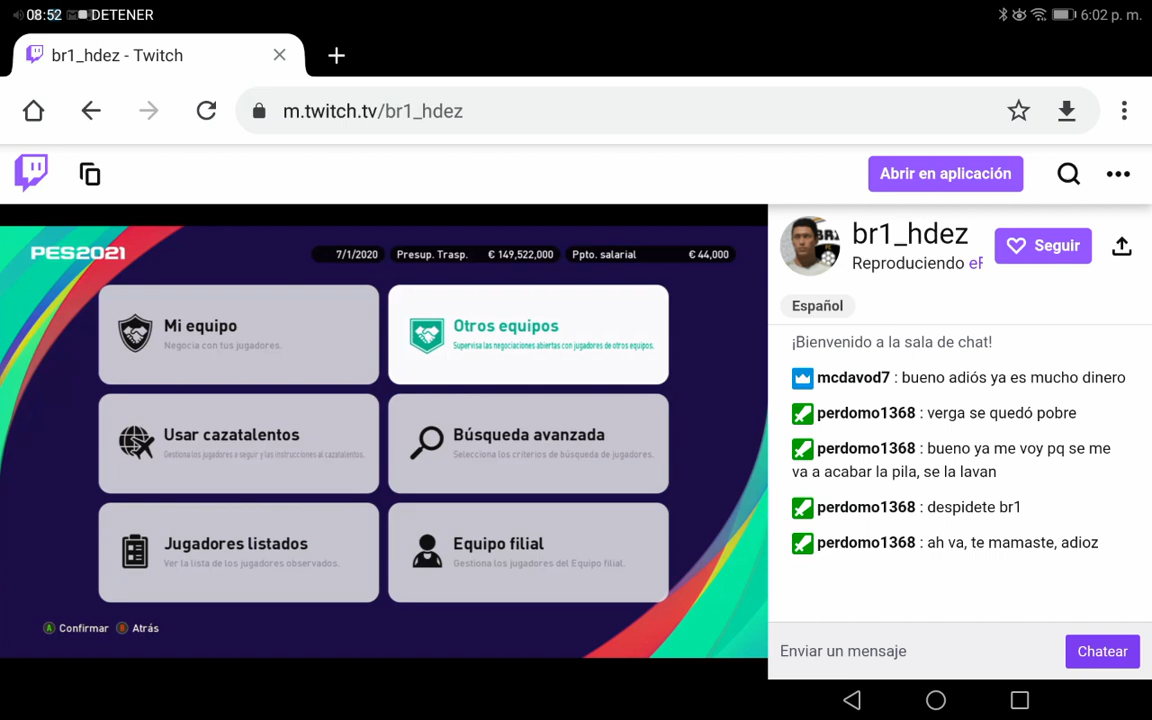 08:52 DETENER 6:02 p. m.
br1_hdez - Twitch
m.twitch.tv/br1_hdez
Abrir en aplicación
PES2021
7/1/2020 Presup. Trasp. € 149,522,000 Ppto. salarial € 44,000
Mi equipo
Negocia con tus jugadores.
Otros equipos
Supervisa las negociaciones abiertas con jugadores de otros equipos.
Usar cazatalentos
Gestiona los jugadores a seguir y las instrucciones al cazatalentos.
Búsqueda avanzada
Selecciona los criterios de búsqueda de jugadores.
Jugadores listados
Ver la lista de los jugadores observados.
Equipo filial
Gestiona los jugadores del Equipo filial.
A Confirmar B Atrás
br1_hdez
Reproduciendo eF
Seguir
Español
¡Bienvenido a la sala de chat!
mcdavod7 : bueno adiós ya es mucho dinero
perdomo1368 : verga se quedó pobre
perdomo1368 : bueno ya me voy pq se me
va a acabar la pila, se la lavan
perdomo1368 : despidete br1
perdomo1368 : ah va, te mamaste, adioz
Enviar un mensaje
Chatear